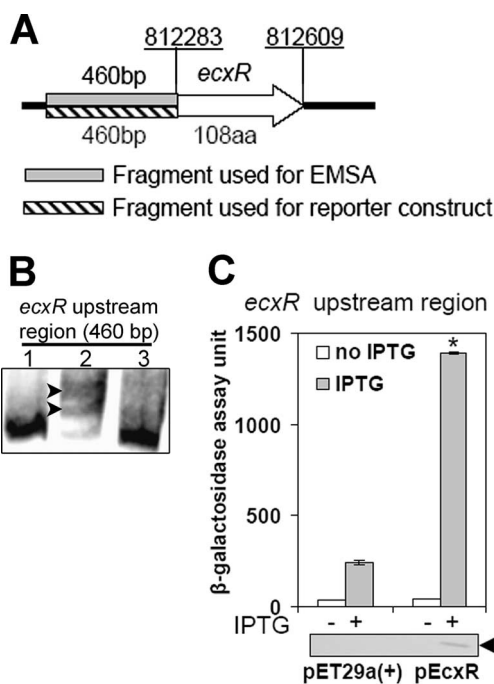 A
812283 812609
460bp ecxR
460bp 108aa
Fragment used for EMSA
Fragment used for reporter construct
B
ecxR upstream
region (460 bp)
1 2 3
C
ecxR upstream region
β-galactosidase assay unit
1500
1000
500
0
no IPTG
IPTG
*
IPTG - + - +
pET29a(+) pEcxR